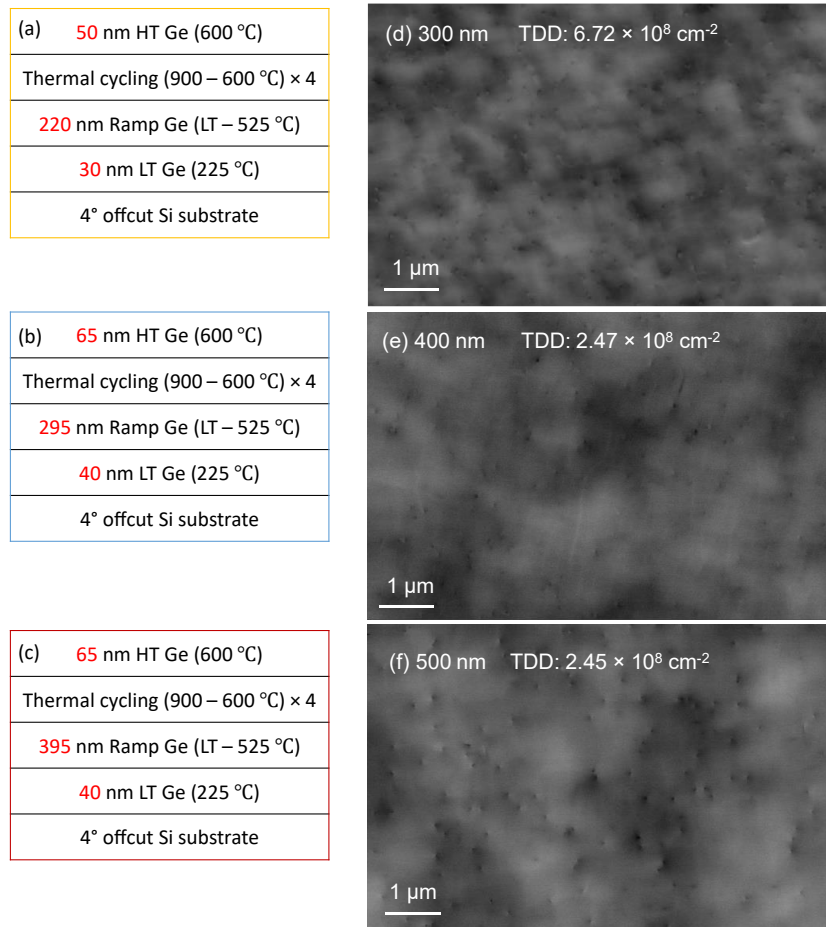 (a) 50 nm HT Ge (600 ℃)
Thermal cycling (900 – 600 ℃) × 4
220 nm Ramp Ge (LT – 525 ℃)
30 nm LT Ge (225 ℃)
4° offcut Si substrate
(d) 300 nm TDD: 6.72 × 10⁸ cm⁻²
1 μm
(b) 65 nm HT Ge (600 ℃)
Thermal cycling (900 – 600 ℃) × 4
295 nm Ramp Ge (LT – 525 ℃)
40 nm LT Ge (225 ℃)
4° offcut Si substrate
(e) 400 nm TDD: 2.47 × 10⁸ cm⁻²
1 μm
(c) 65 nm HT Ge (600 ℃)
Thermal cycling (900 – 600 ℃) × 4
395 nm Ramp Ge (LT – 525 ℃)
40 nm LT Ge (225 ℃)
4° offcut Si substrate
(f) 500 nm TDD: 2.45 × 10⁸ cm⁻²
1 μm